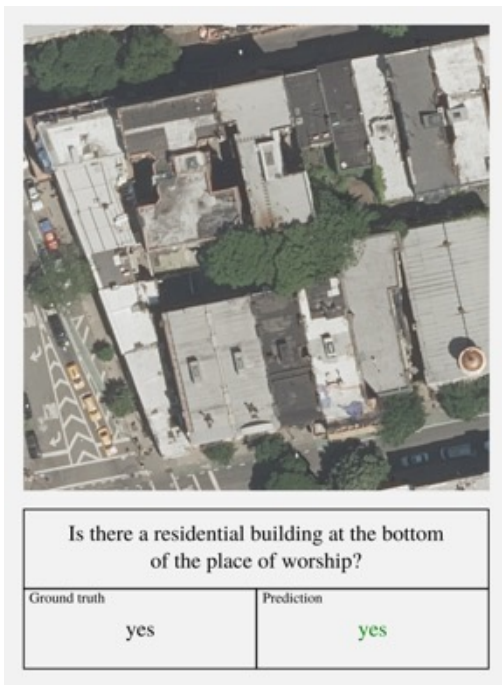 Is there a residential building at the bottom
of the place of worship?
Ground truth
yes
Prediction
yes